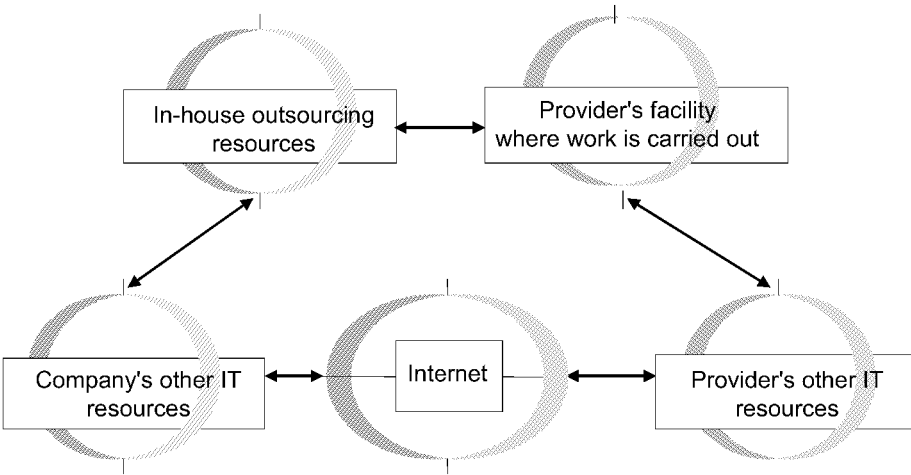 In-house outsourcing
resources
Provider's facility
where work is carried out
Company's other IT
resources
Internet
Provider's other IT
resources